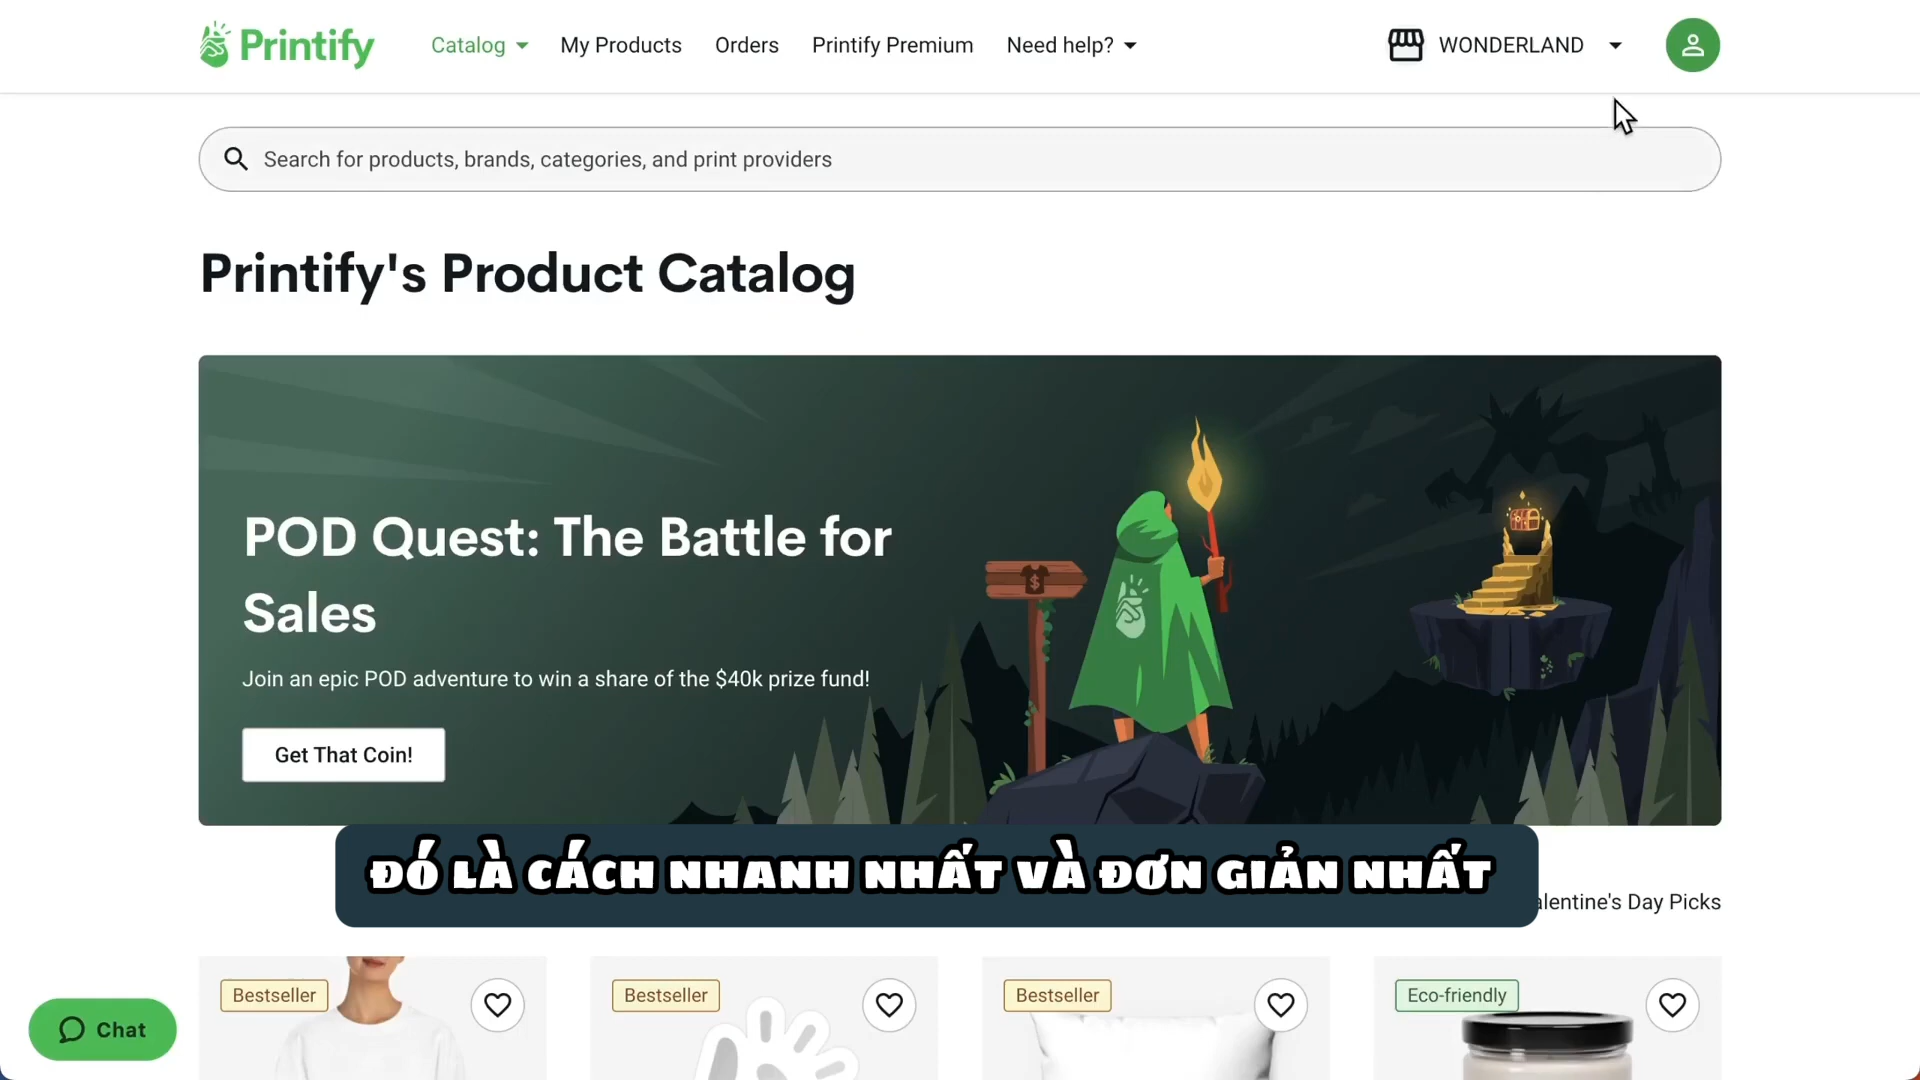 Printify
Catalog
My Products
Orders
Printify Premium
Need help?
WONDERLAND
Search for products, brands, categories, and print providers
Printify's Product Catalog
POD Quest: The Battle for
Sales
Join an epic POD adventure to win a share of the $40k prize fund!
$
Get That Coin!
ĐÓ LÀ CÁCH NHANH NHẤT VÀ ĐƠN GIẢN NHẤT
alentine's Day Picks
Bestseller
Bestseller
Bestseller
Eco-friendly
Chat